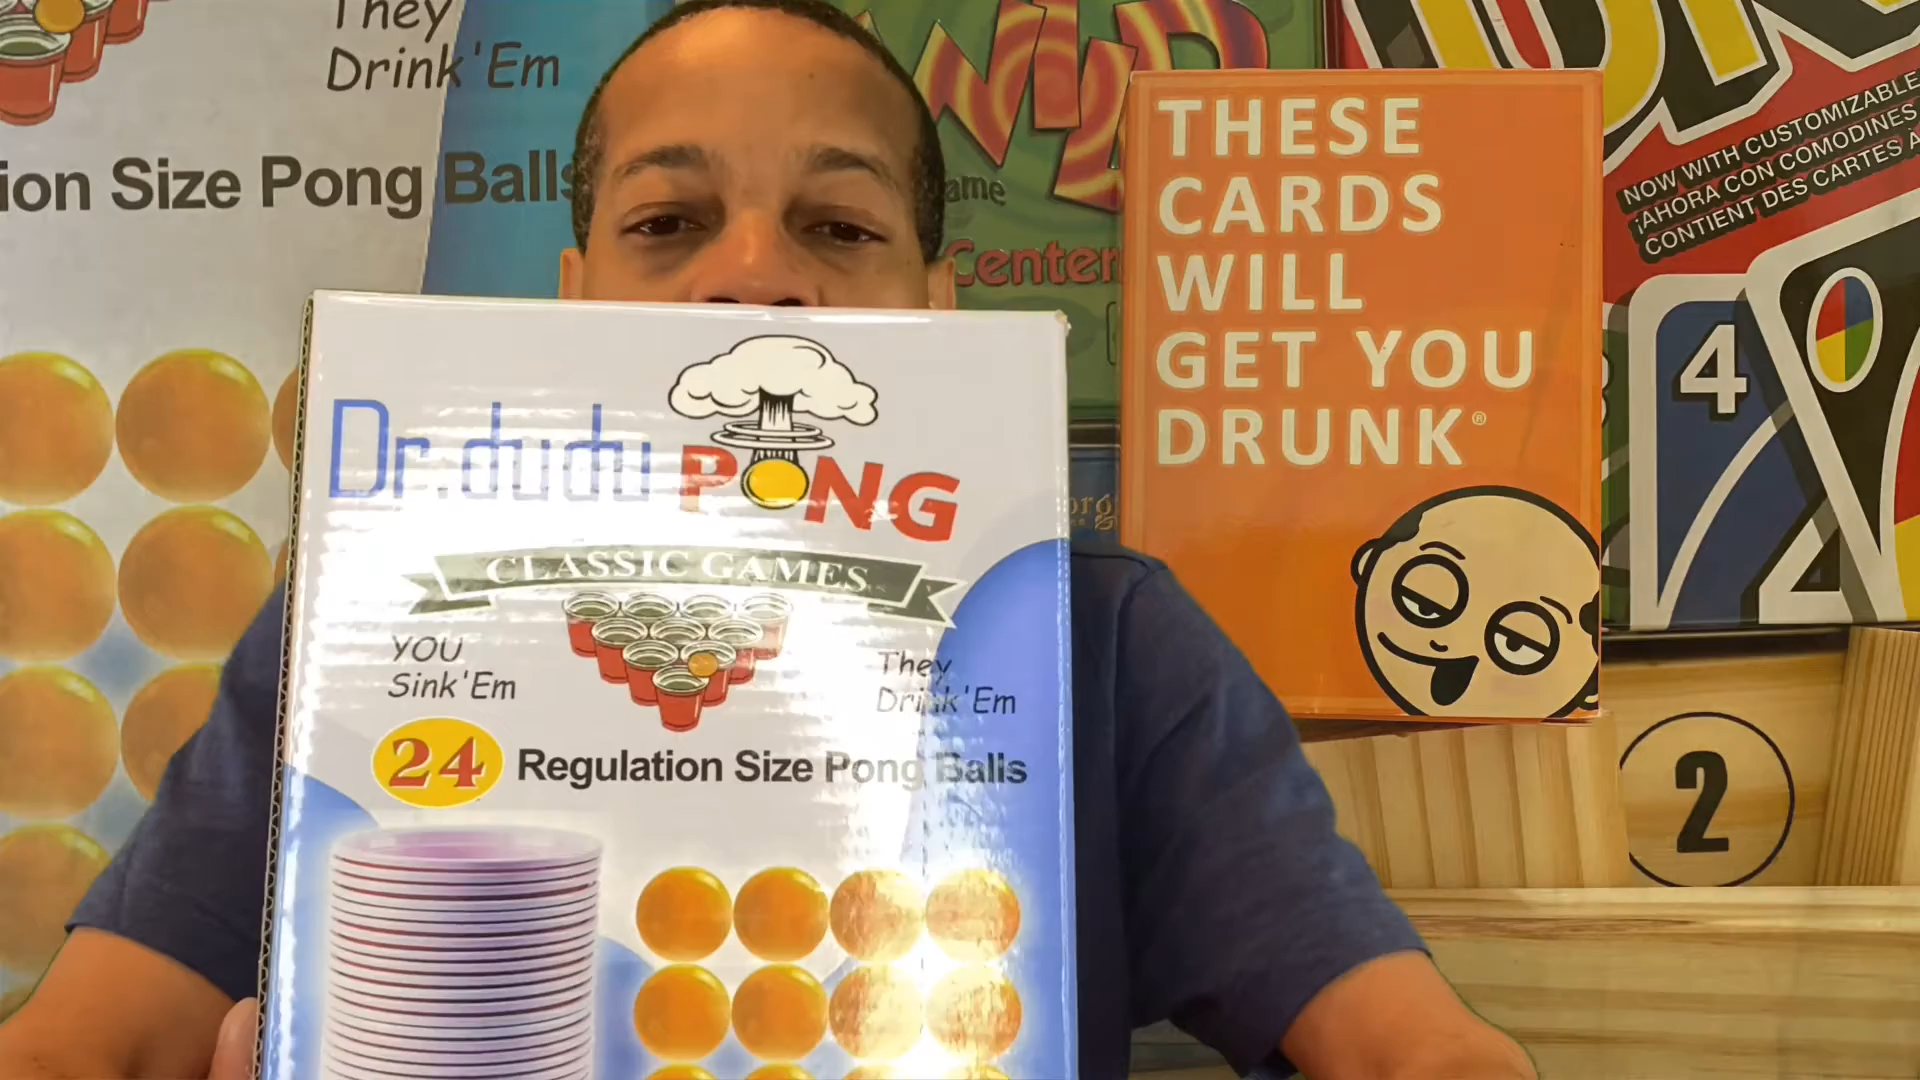 They
Drink 'Em
ion Size Pong Balls
WILD
ame
Center
THESE
CARDS
WILL
GET YOU
DRUNK®
NOW WITH CUSTOMIZABLE
¡AHORA CON COMODINES
CONTIENT DES CARTES À
4
2
Dr.dudu PONG
CLASSIC GAMES
YOU
Sink'Em
They
Drink'Em
24 Regulation Size Pong Balls